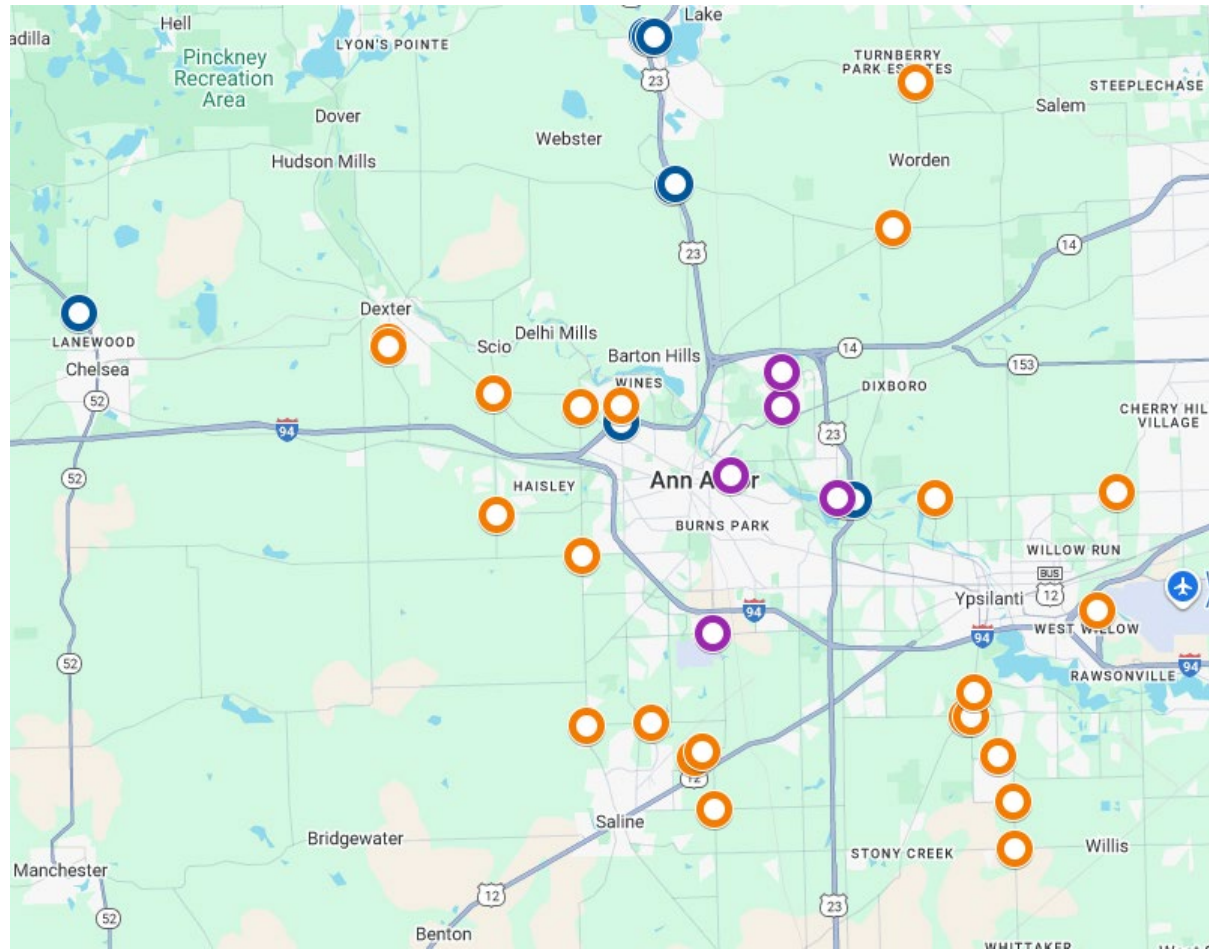 Hell
Lake
adilla
LYON'S POINTE
Pinckney
Recreation
Area
TURNBERRY
PARK ESTATES
23
STEEPLECHASE
Salem
Dover
Webster
Hudson Mills
Worden
14
23
Dexter
Delhi Mills
Scio
Barton Hills
LANEWOOD
Chelsea
WINES
14
DIXBORO
153
52
94
23
CHERRY HIL
VILLAGE
52
HAISLEY
Ann A or
BURNS PARK
WILLOW RUN
BUS
12
Ypsilanti
94
WEST WILLOW
94
52
94
RAWSONVILLE
12
Saline
Bridgewater
STONY CREEK
Willis
Manchester
12
23
52
Benton
WHITTAKER